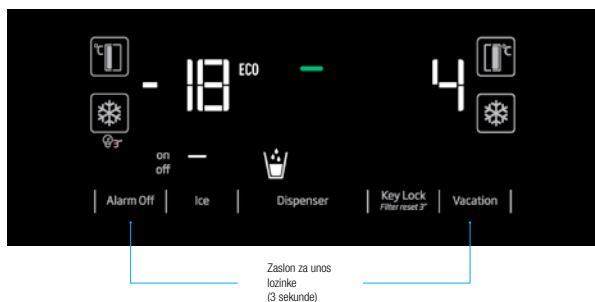 °C
°C
- 18 ECO
4
3"
on
off
Alarm Off
Ice
Dispenser
Key Lock
Filter reset 3"
Vacation
Zaslon za unos
lozinke
(3 sekunde)